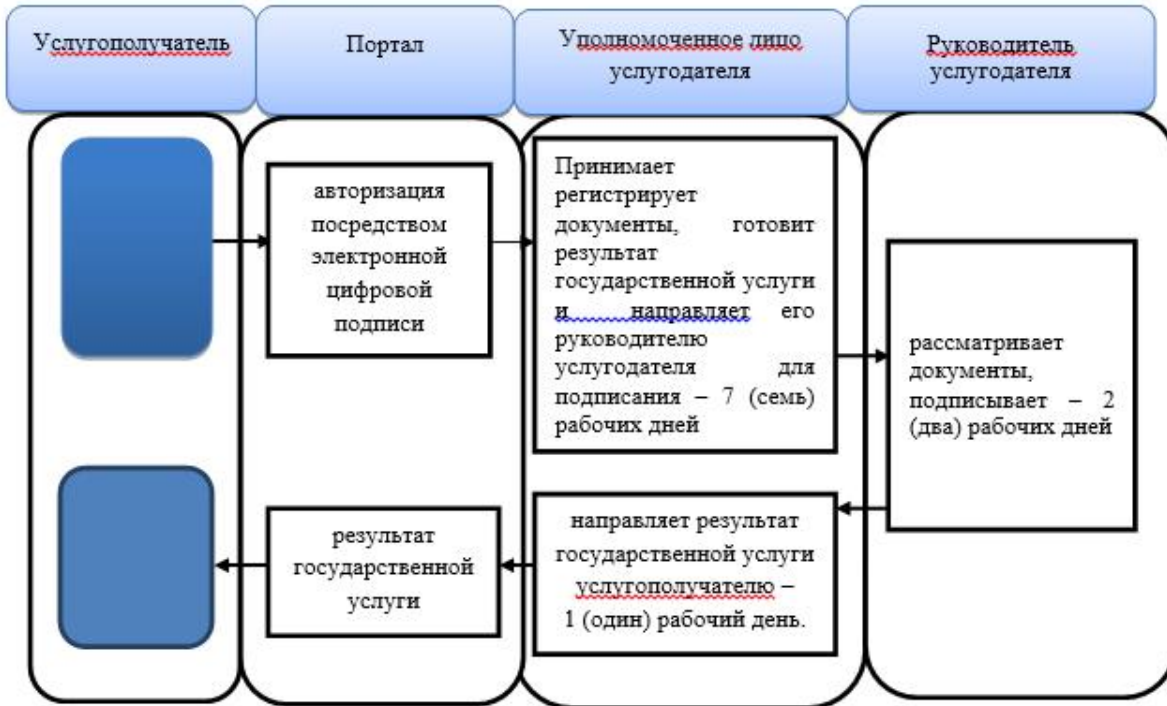 Услугополучатель
Портал
Уполномоченное лицо
услугодателя
Руководитель
услугодателя
авторизация
посредством
электронной
цифровой
подписи
Принимает
регистрирует
документы, готовит
результат
государственной услуги
и направляет его
руководителю
услугодателя для
подписания – 7 (семь)
рабочих дней
рассматривает
документы,
подписывает – 2
(два) рабочих дней
результат
государственной
услуги
направляет результат
государственной услуги
услугополучателю –
1 (один) рабочий день.